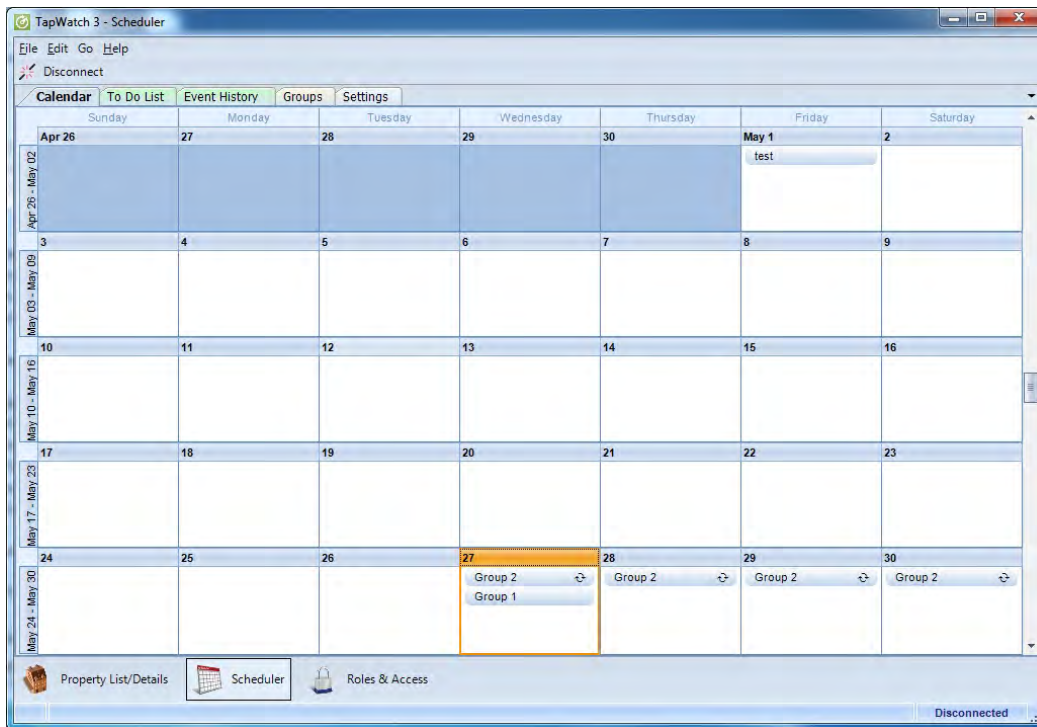 TapWatch 3 - Scheduler
File Edit Go Help
Disconnect
Calendar To Do List Event History Groups Settings
Sunday Monday Tuesday Wednesday Thursday Friday Saturday
Apr 26 - May 02
Apr 26 27 28 29 30 May 1 2
test
May 03 - May 09
3 4 5 6 7 8 9
May 10 - May 16
10 11 12 13 14 15 16
May 17 - May 23
17 18 19 20 21 22 23
May 24 - May 30
24 25 26 27 28 29 30
Group 2 Group 2 Group 2 Group 2
Group 1
Property List/Details Scheduler Roles & Access
Disconnected